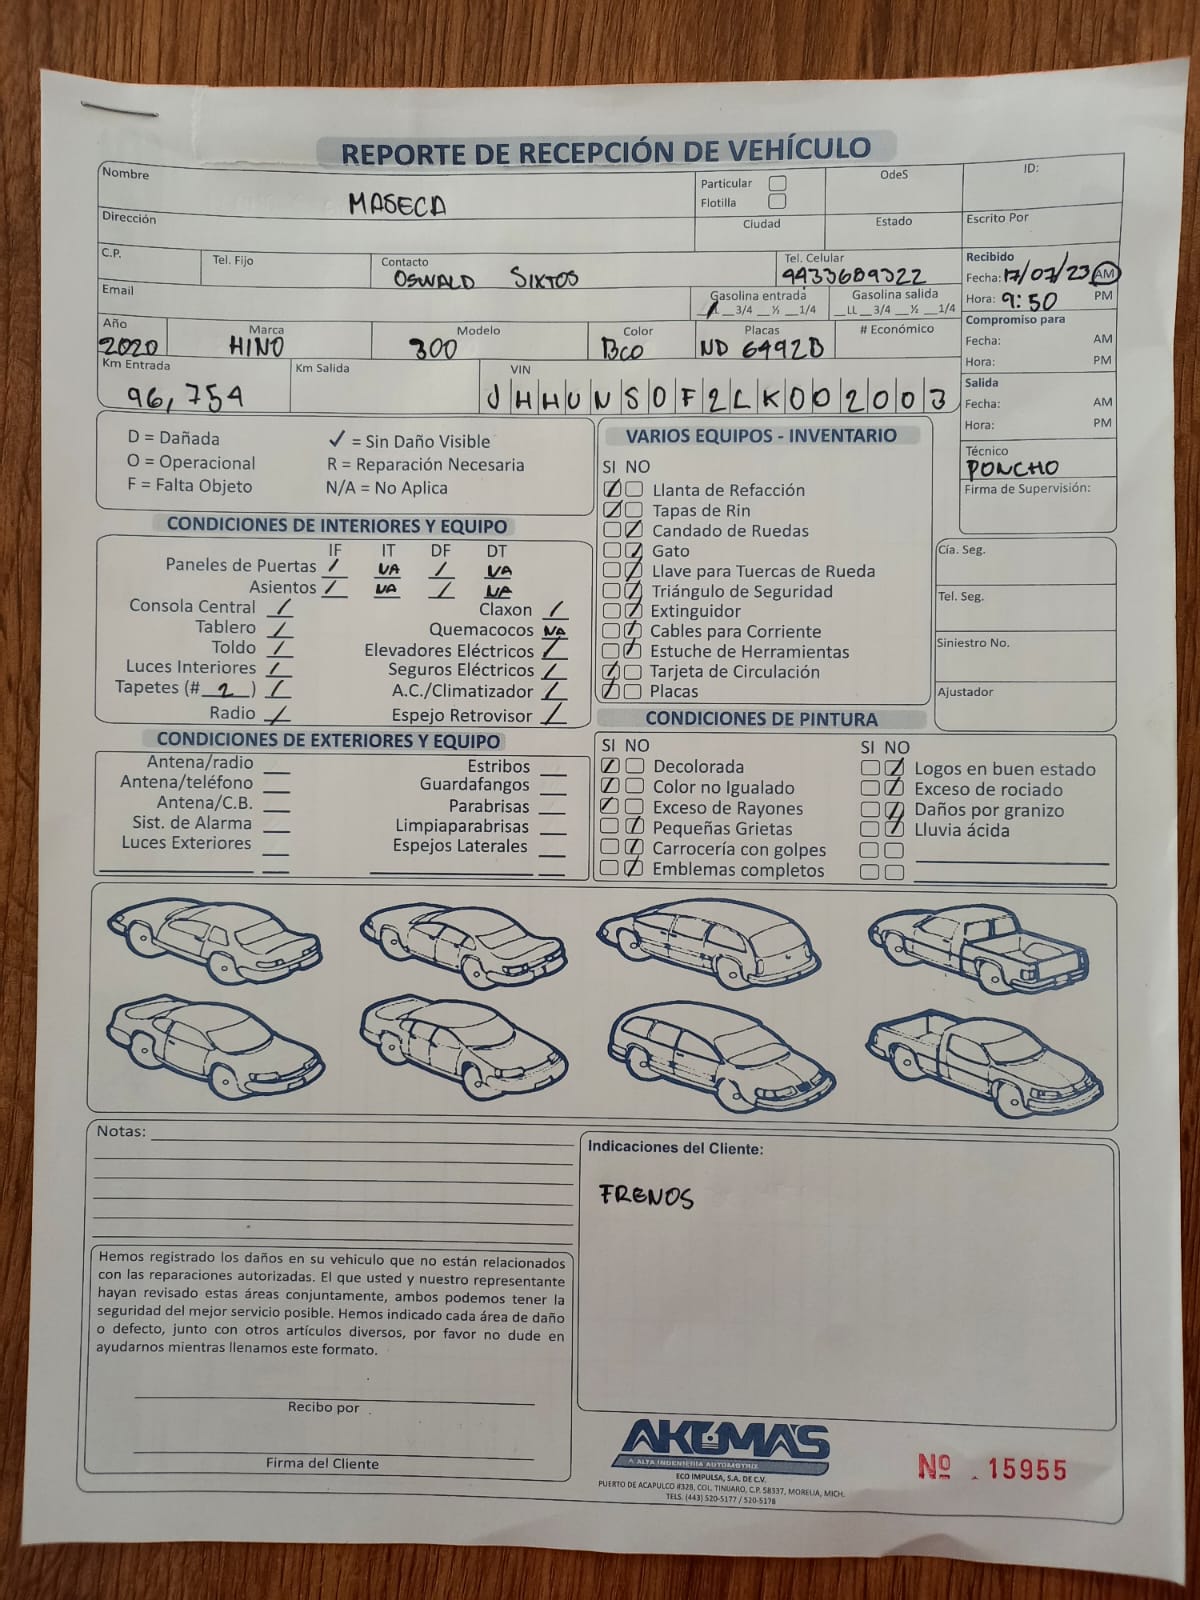 REPORTE DE RECEPCIÓN DE VEHÍCULO
Nombre MASECA
Particular
Flotilla
OdeS
ID:
Dirección
Ciudad
Estado
Escrito Por
C.P.
Tel. Fijo
Contacto OSWALD SIXTOS
Tel. Celular 4433689322
Recibido
Fecha: 17/07/23 AM
Hora: 9:50 PM
Email
Gasolina entrada
LL __3/4 __½ __1/4
Gasolina salida
__LL __3/4 __½ __1/4
Año 2020
Marca HINO
Modelo 300
Color BCO
Placas ND 6492B
# Económico
Compromiso para
Fecha: AM
Hora: PM
Km Entrada 96,754
Km Salida
VIN JHHUNS0F2LK002003
Salida
Fecha: AM
Hora: PM
Técnico PONCHO
Firma de Supervisión:
D = Dañada
✓ = Sin Daño Visible
O = Operacional
R = Reparación Necesaria
F = Falta Objeto
N/A = No Aplica
CONDICIONES DE INTERIORES Y EQUIPO
IF IT DF DT
Paneles de Puertas / NA / NA
Asientos / NA / NA
Consola Central /
Claxon /
Tablero /
Quemacocos NA
Toldo /
Elevadores Eléctricos /
Luces Interiores /
Seguros Eléctricos /
Tapetes (# 2 ) /
A.C./Climatizador /
Radio /
Espejo Retrovisor /
VARIOS EQUIPOS - INVENTARIO
SI NO
Llanta de Refacción
Tapas de Rin
Candado de Ruedas
Gato
Llave para Tuercas de Rueda
Triángulo de Seguridad
Extinguidor
Cables para Corriente
Estuche de Herramientas
Tarjeta de Circulación
Placas
Cía. Seg.
Tel. Seg.
Siniestro No.
Ajustador
CONDICIONES DE EXTERIORES Y EQUIPO
Antena/radio
Estribos
Antena/teléfono
Guardafangos
Antena/C.B.
Parabrisas
Sist. de Alarma
Limpiaparabrisas
Luces Exteriores
Espejos Laterales
CONDICIONES DE PINTURA
SI NO
Decolorada
Color no Igualado
Exceso de Rayones
Pequeñas Grietas
Carrocería con golpes
Emblemas completos
SI NO
Logos en buen estado
Exceso de rociado
Daños por granizo
Lluvia ácida
Notas:
Indicaciones del Cliente:
FRENOS
Hemos registrado los daños en su vehiculo que no están relacionados
con las reparaciones autorizadas. El que usted y nuestro representante
hayan revisado estas áreas conjuntamente, ambos podemos tener la
seguridad del mejor servicio posible. Hemos indicado cada área de daño
o defecto, junto con otros artículos diversos, por favor no dude en
ayudarnos mientras llenamos este formato.
Recibo por
Firma del Cliente
AKUMA'S
A ALTA INGENIERIA AUTOMOTRIZ
ECO IMPULSA, S.A. DE C.V.
PUERTO DE ACAPULCO #328, COL. TINIJARO, C.P. 58337, MORELIA, MICH.
TELS. (443) 520-5177 / 520-5178
Nº 15955